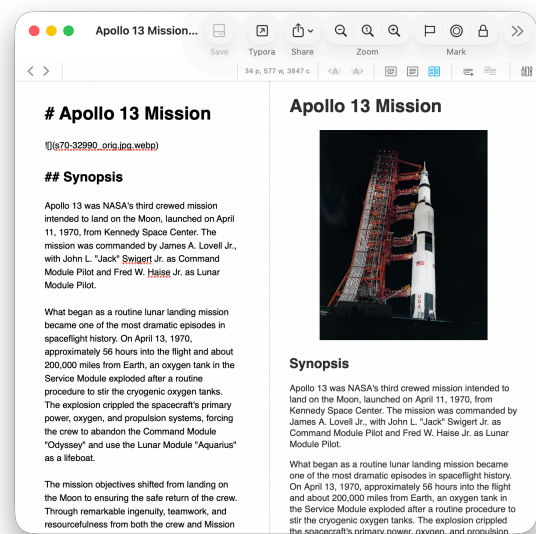 Apollo 13 Mission...
Save
Typora
Share
Zoom
Mark
34 p, 577 w, 3847 c
# Apollo 13 Mission
![](s70-32990_orig.jpg.webp)
## Synopsis
Apollo 13 was NASA's third crewed mission
intended to land on the Moon, launched on April
11, 1970, from Kennedy Space Center. The
mission was commanded by James A. Lovell Jr.,
with John L. "Jack" Swigert Jr. as Command
Module Pilot and Fred W. Haise Jr. as Lunar
Module Pilot.
What began as a routine lunar landing mission
became one of the most dramatic episodes in
spaceflight history. On April 13, 1970,
approximately 56 hours into the flight and about
200,000 miles from Earth, an oxygen tank in the
Service Module exploded after a routine
procedure to stir the cryogenic oxygen tanks.
The explosion crippled the spacecraft's primary
power, oxygen, and propulsion systems, forcing
the crew to abandon the Command Module
"Odyssey" and use the Lunar Module "Aquarius"
as a lifeboat.
The mission objectives shifted from landing on
the Moon to ensuring the safe return of the crew.
Through remarkable ingenuity, teamwork, and
resourcefulness from both the crew and Mission
Apollo 13 Mission
USA
Synopsis
Apollo 13 was NASA's third crewed mission intended to
land on the Moon, launched on April 11, 1970, from
Kennedy Space Center. The mission was commanded by
James A. Lovell Jr., with John L. "Jack" Swigert Jr. as
Command Module Pilot and Fred W. Haise Jr. as Lunar
Module Pilot.
What began as a routine lunar landing mission became
one of the most dramatic episodes in spaceflight history.
On April 13, 1970, approximately 56 hours into the flight
and about 200,000 miles from Earth, an oxygen tank in
the Service Module exploded after a routine procedure to
stir the cryogenic oxygen tanks. The explosion crippled
the spacecraft's primary power, oxygen, and propulsion